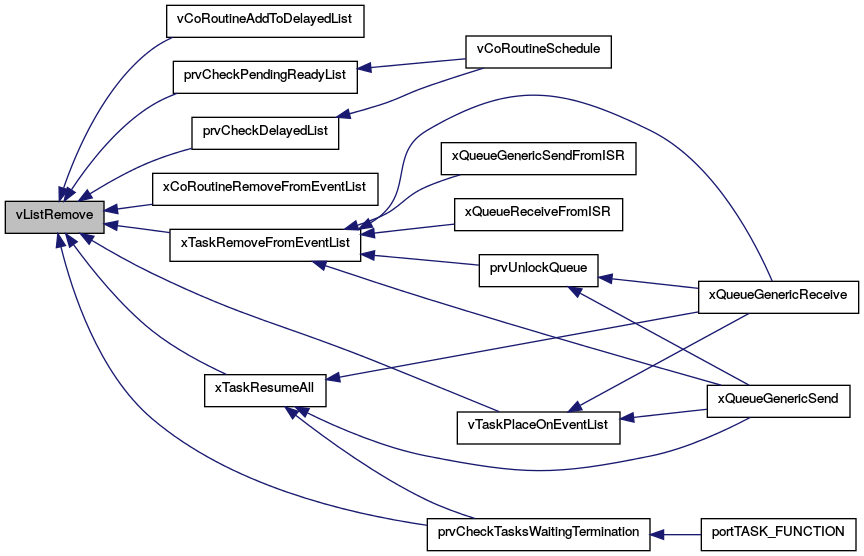 vCoRoutineAddToDelayedList
vCoRoutineSchedule
prvCheckPendingReadyList
prvCheckDelayedList
xQueueGenericSendFromISR
xCoRoutineRemoveFromEventList
vListRemove
xQueueReceiveFromISR
xTaskRemoveFromEventList
prvUnlockQueue
xQueueGenericReceive
xTaskResumeAll
xQueueGenericSend
vTaskPlaceOnEventList
prvCheckTasksWaitingTermination
portTASK_FUNCTION